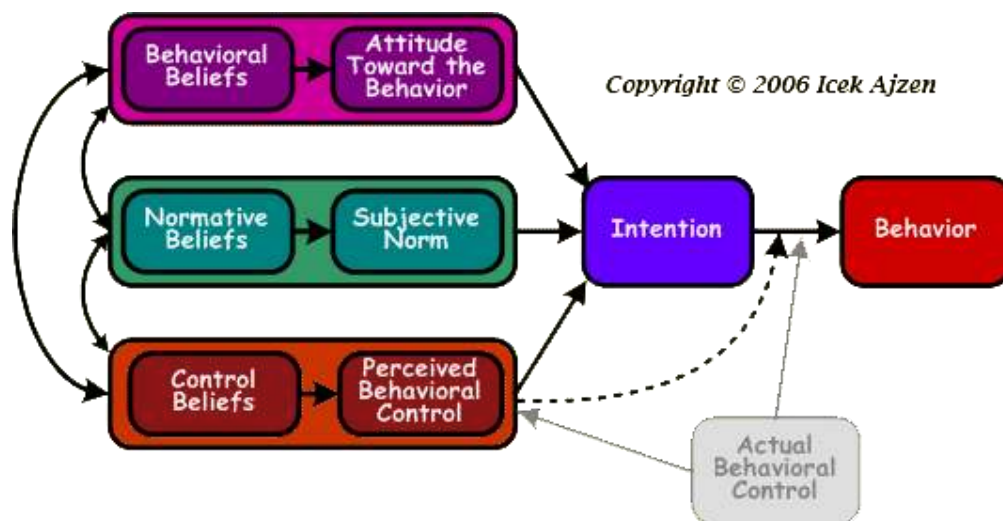 Behavioral
Beliefs
Attitude
Toward the
Behavior
Copyright © 2006 Icek Ajzen
Normative
Beliefs
Subjective
Norm
Intention
Behavior
Control
Beliefs
Perceived
Behavioral
Control
Actual
Behavioral
Control